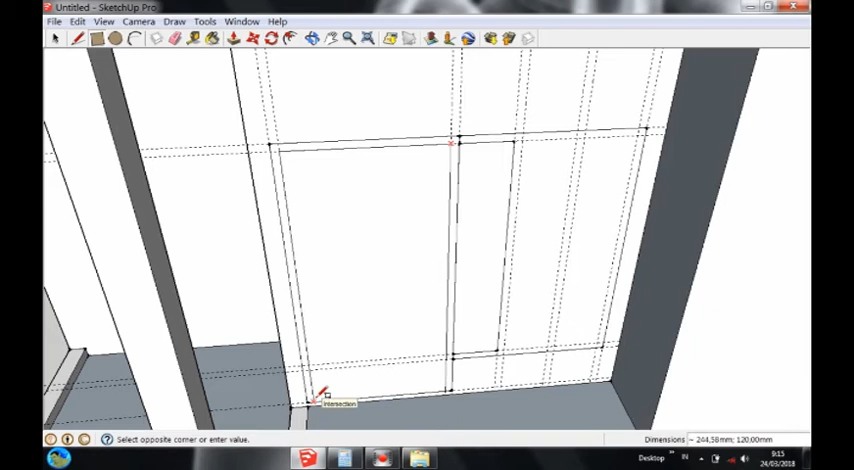 Untitled - SketchUp Pro
File Edit View Camera Draw Tools Window Help
Intersection
Select opposite corner or enter value. Dimensions ~ 244,58mm; 120,00mm
Desktop » IN 9:15
24/03/2018